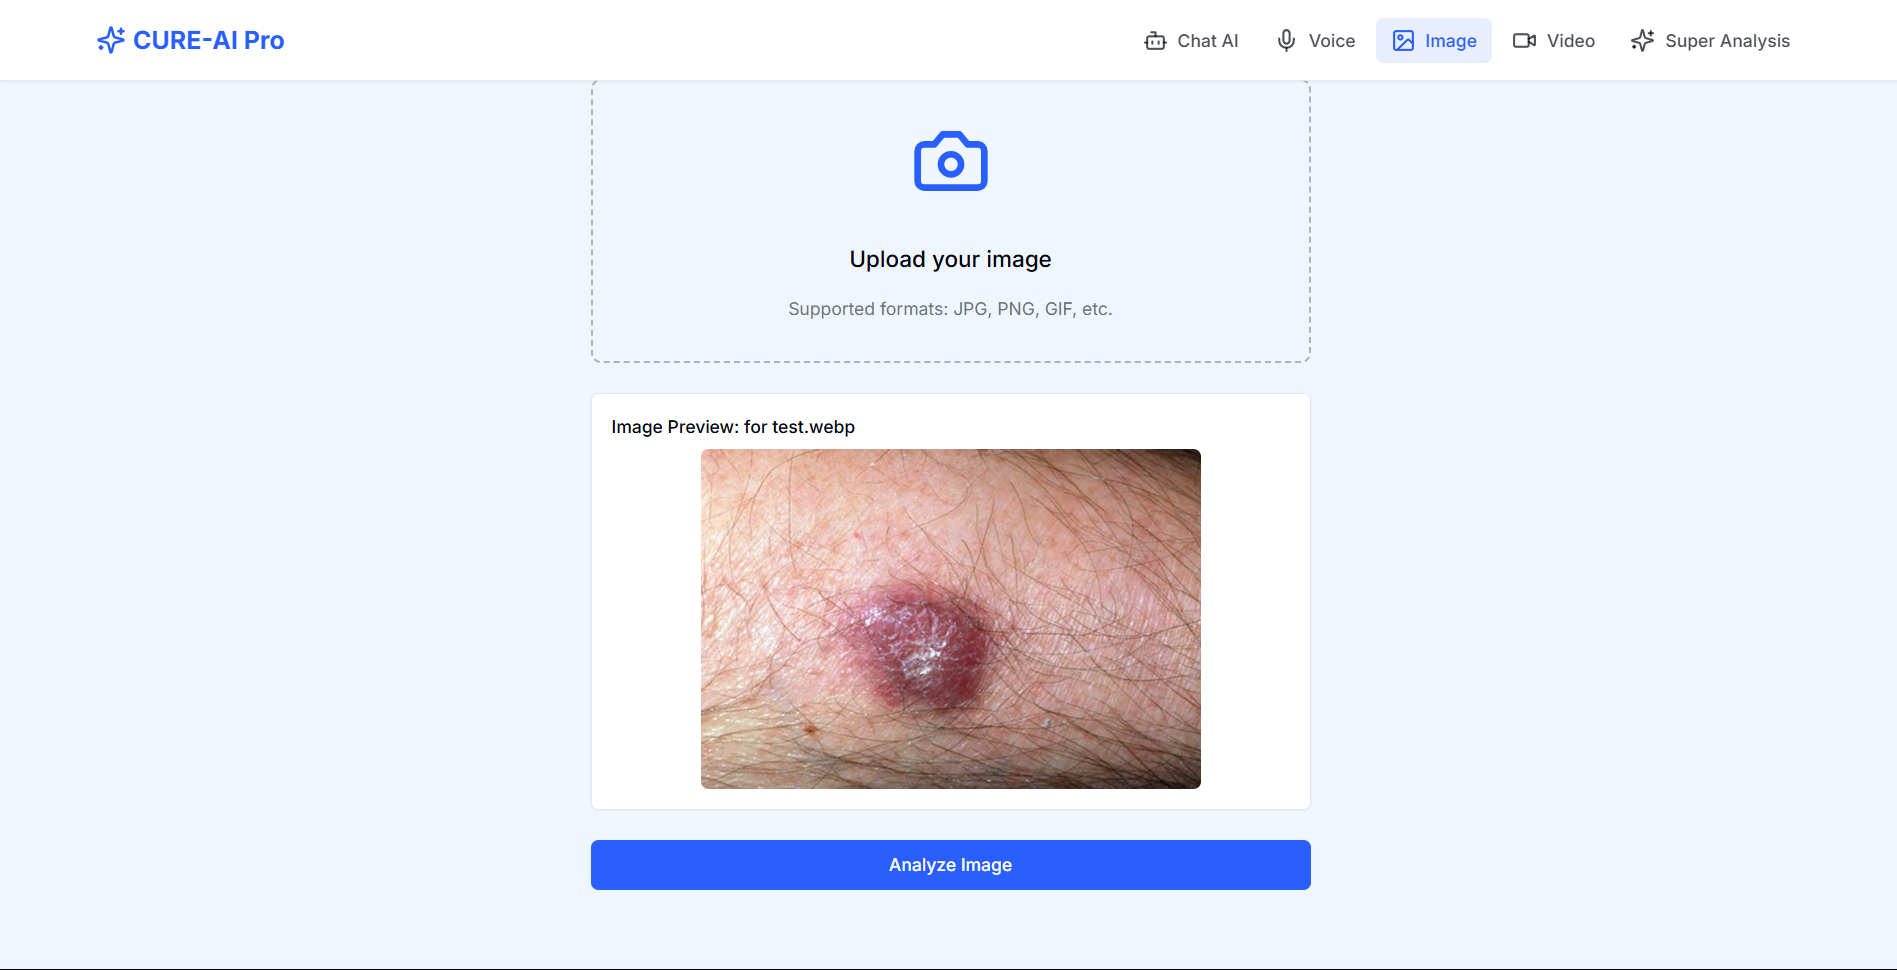 CURE-AI Pro
Chat AI
Voice
Image
Video
Super Analysis
Upload your image
Supported formats: JPG, PNG, GIF, etc.
Image Preview: for test.webp
Analyze Image